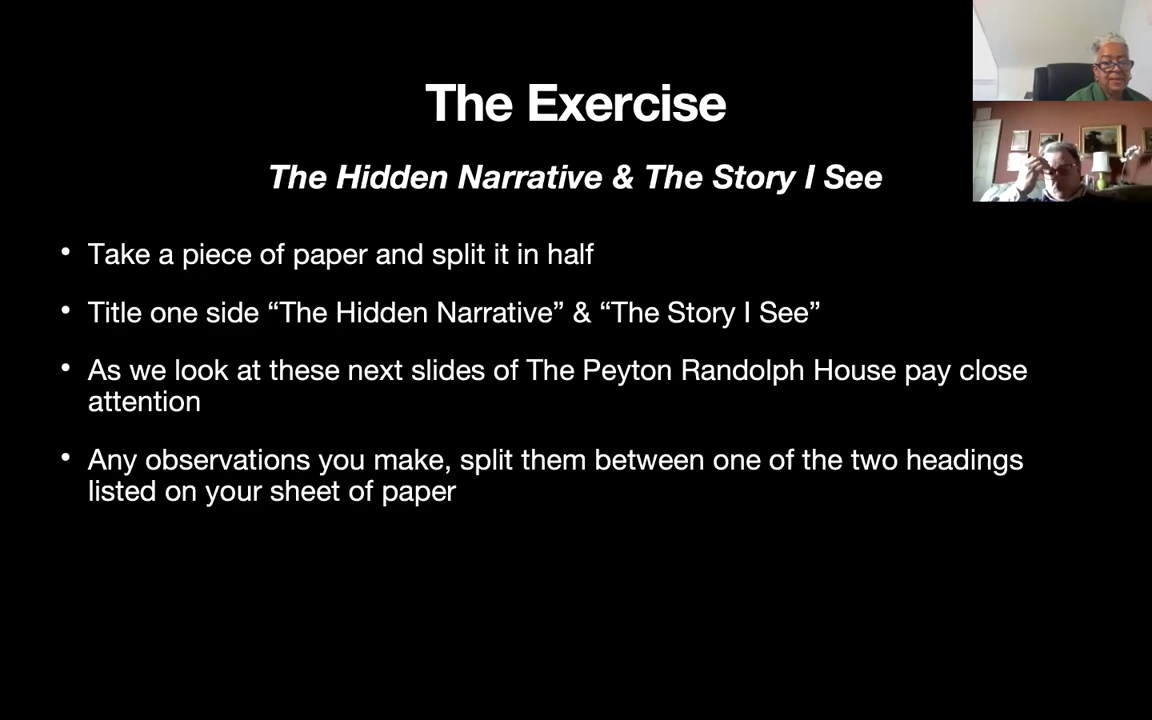 The Exercise
The Hidden Narrative & The Story I See
• Take a piece of paper and split it in half
• Title one side “The Hidden Narrative” & “The Story I See”
• As we look at these next slides of The Peyton Randolph House pay close
attention
• Any observations you make, split them between one of the two headings
listed on your sheet of paper